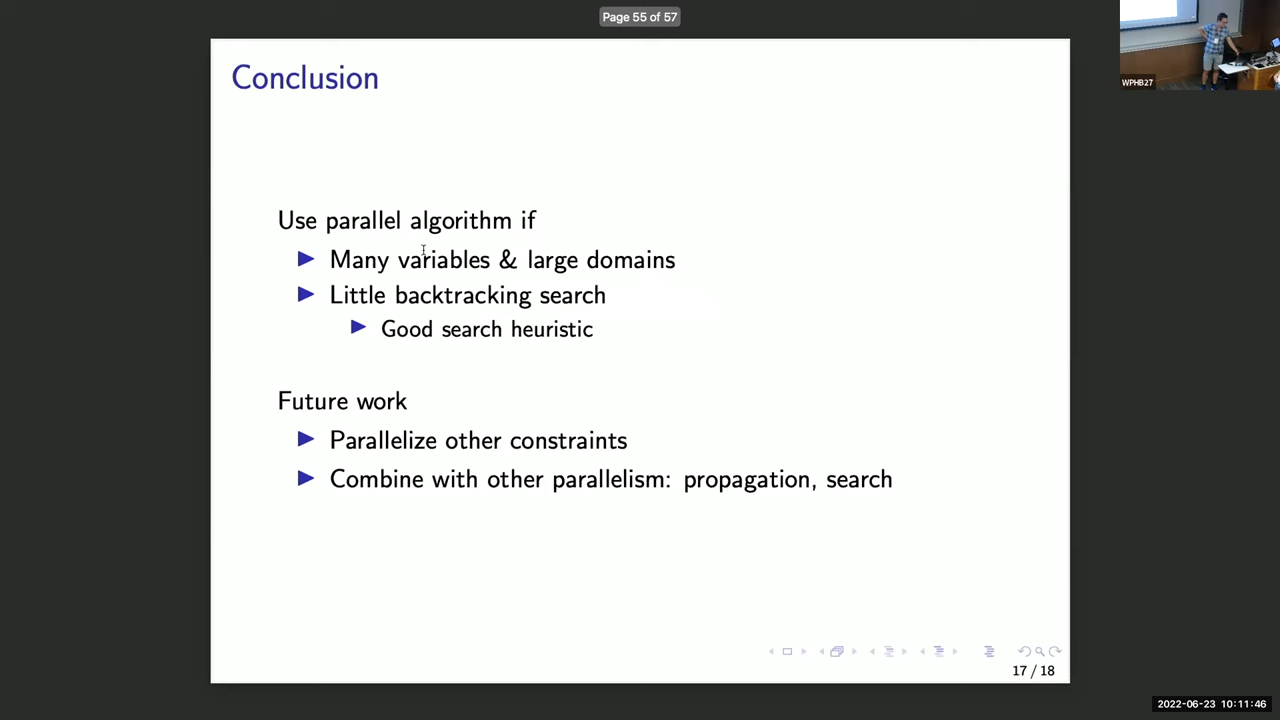 Page 55 of 57
WPHB27
Conclusion
Use parallel algorithm if
Many variables & large domains
Little backtracking search
Good search heuristic
Future work
Parallelize other constraints
Combine with other parallelism: propagation, search
17 / 18
2022-06-23 10:11:46